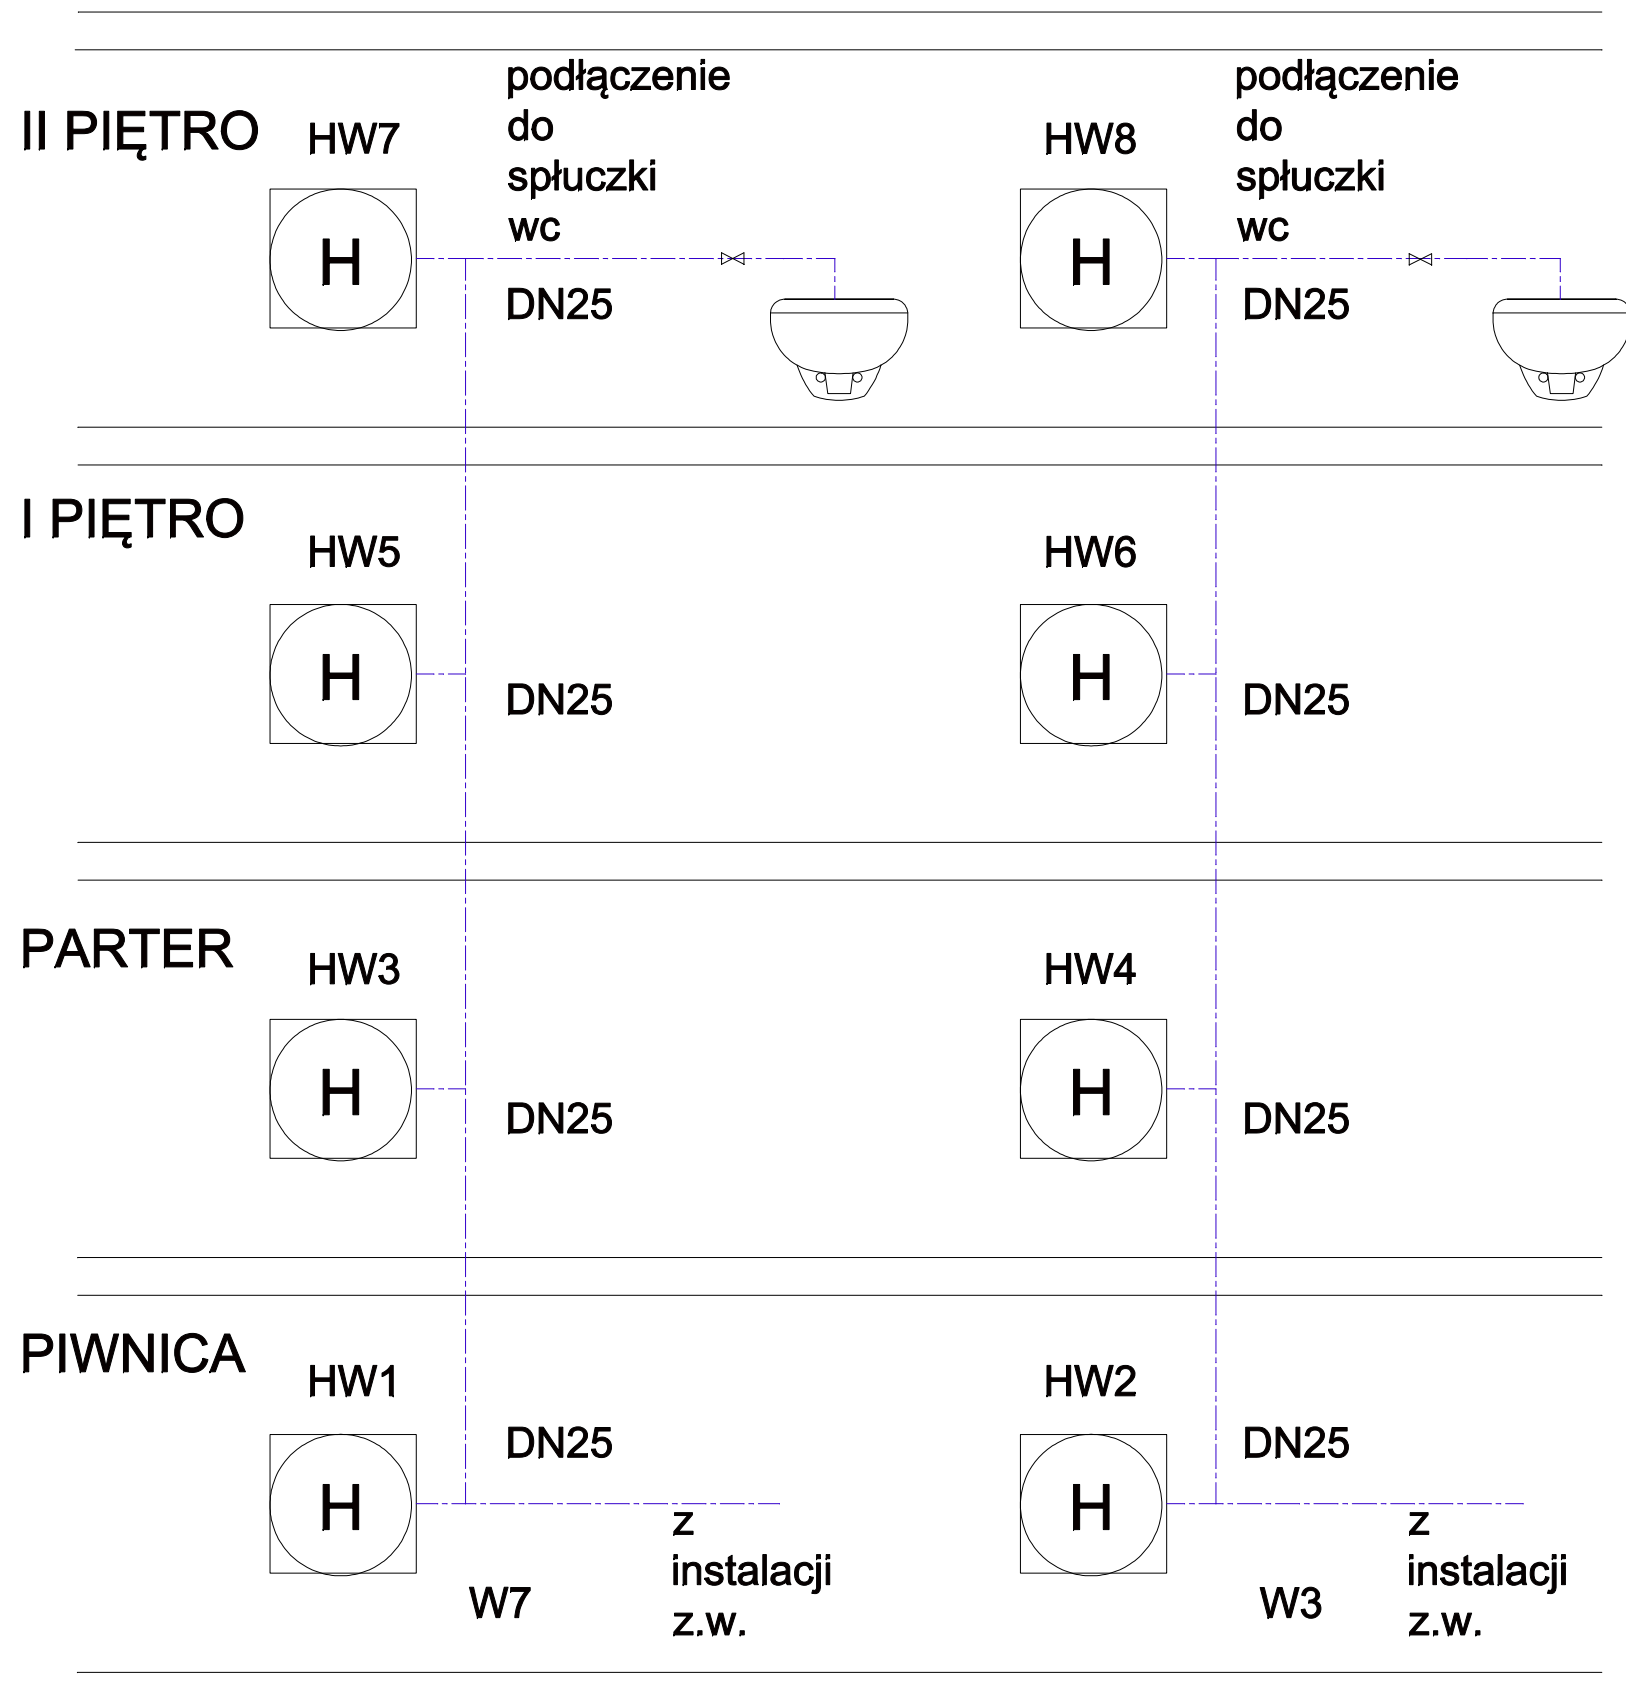 podłączenie
do
spłuczki
wc
podłączenie
do
spłuczki
wc
II PIĘTRO
HW7
HW8
H
H
DN25
DN25
I PIĘTRO
HW5
HW6
H
H
DN25
DN25
PARTER
HW3
HW4
H
H
DN25
DN25
PIWNICA
HW1
HW2
DN25
DN25
H
H
z
instalacji
z.w.
z
instalacji
z.w.
W7
W3